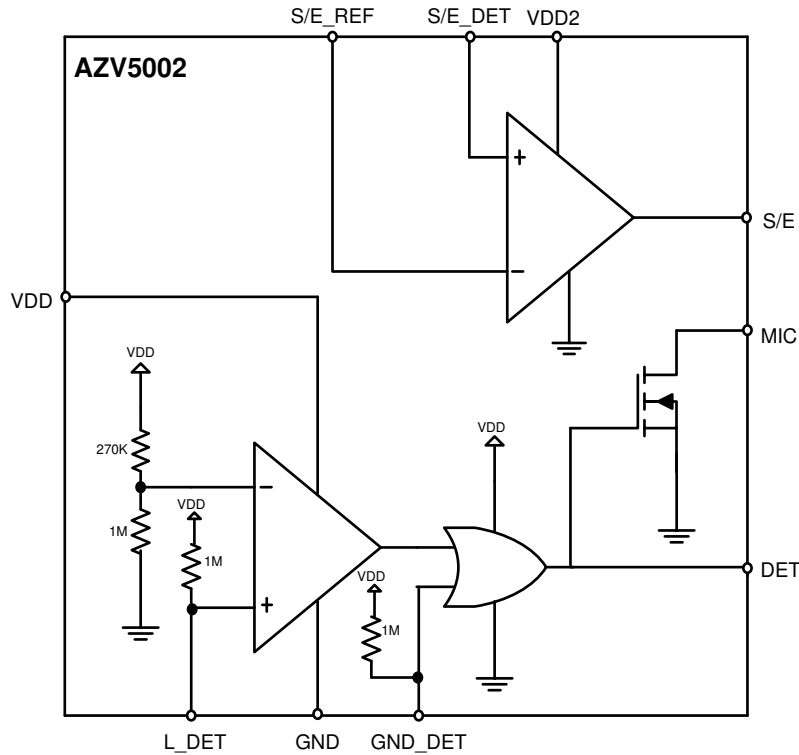 S/E_REF S/E_DET VDD2
AZV5002
+
−
S/E
VDD
MIC
VDD
270K
1M
VDD
1M
−
+
VDD
VDD
1M
DET
L_DET GND GND_DET